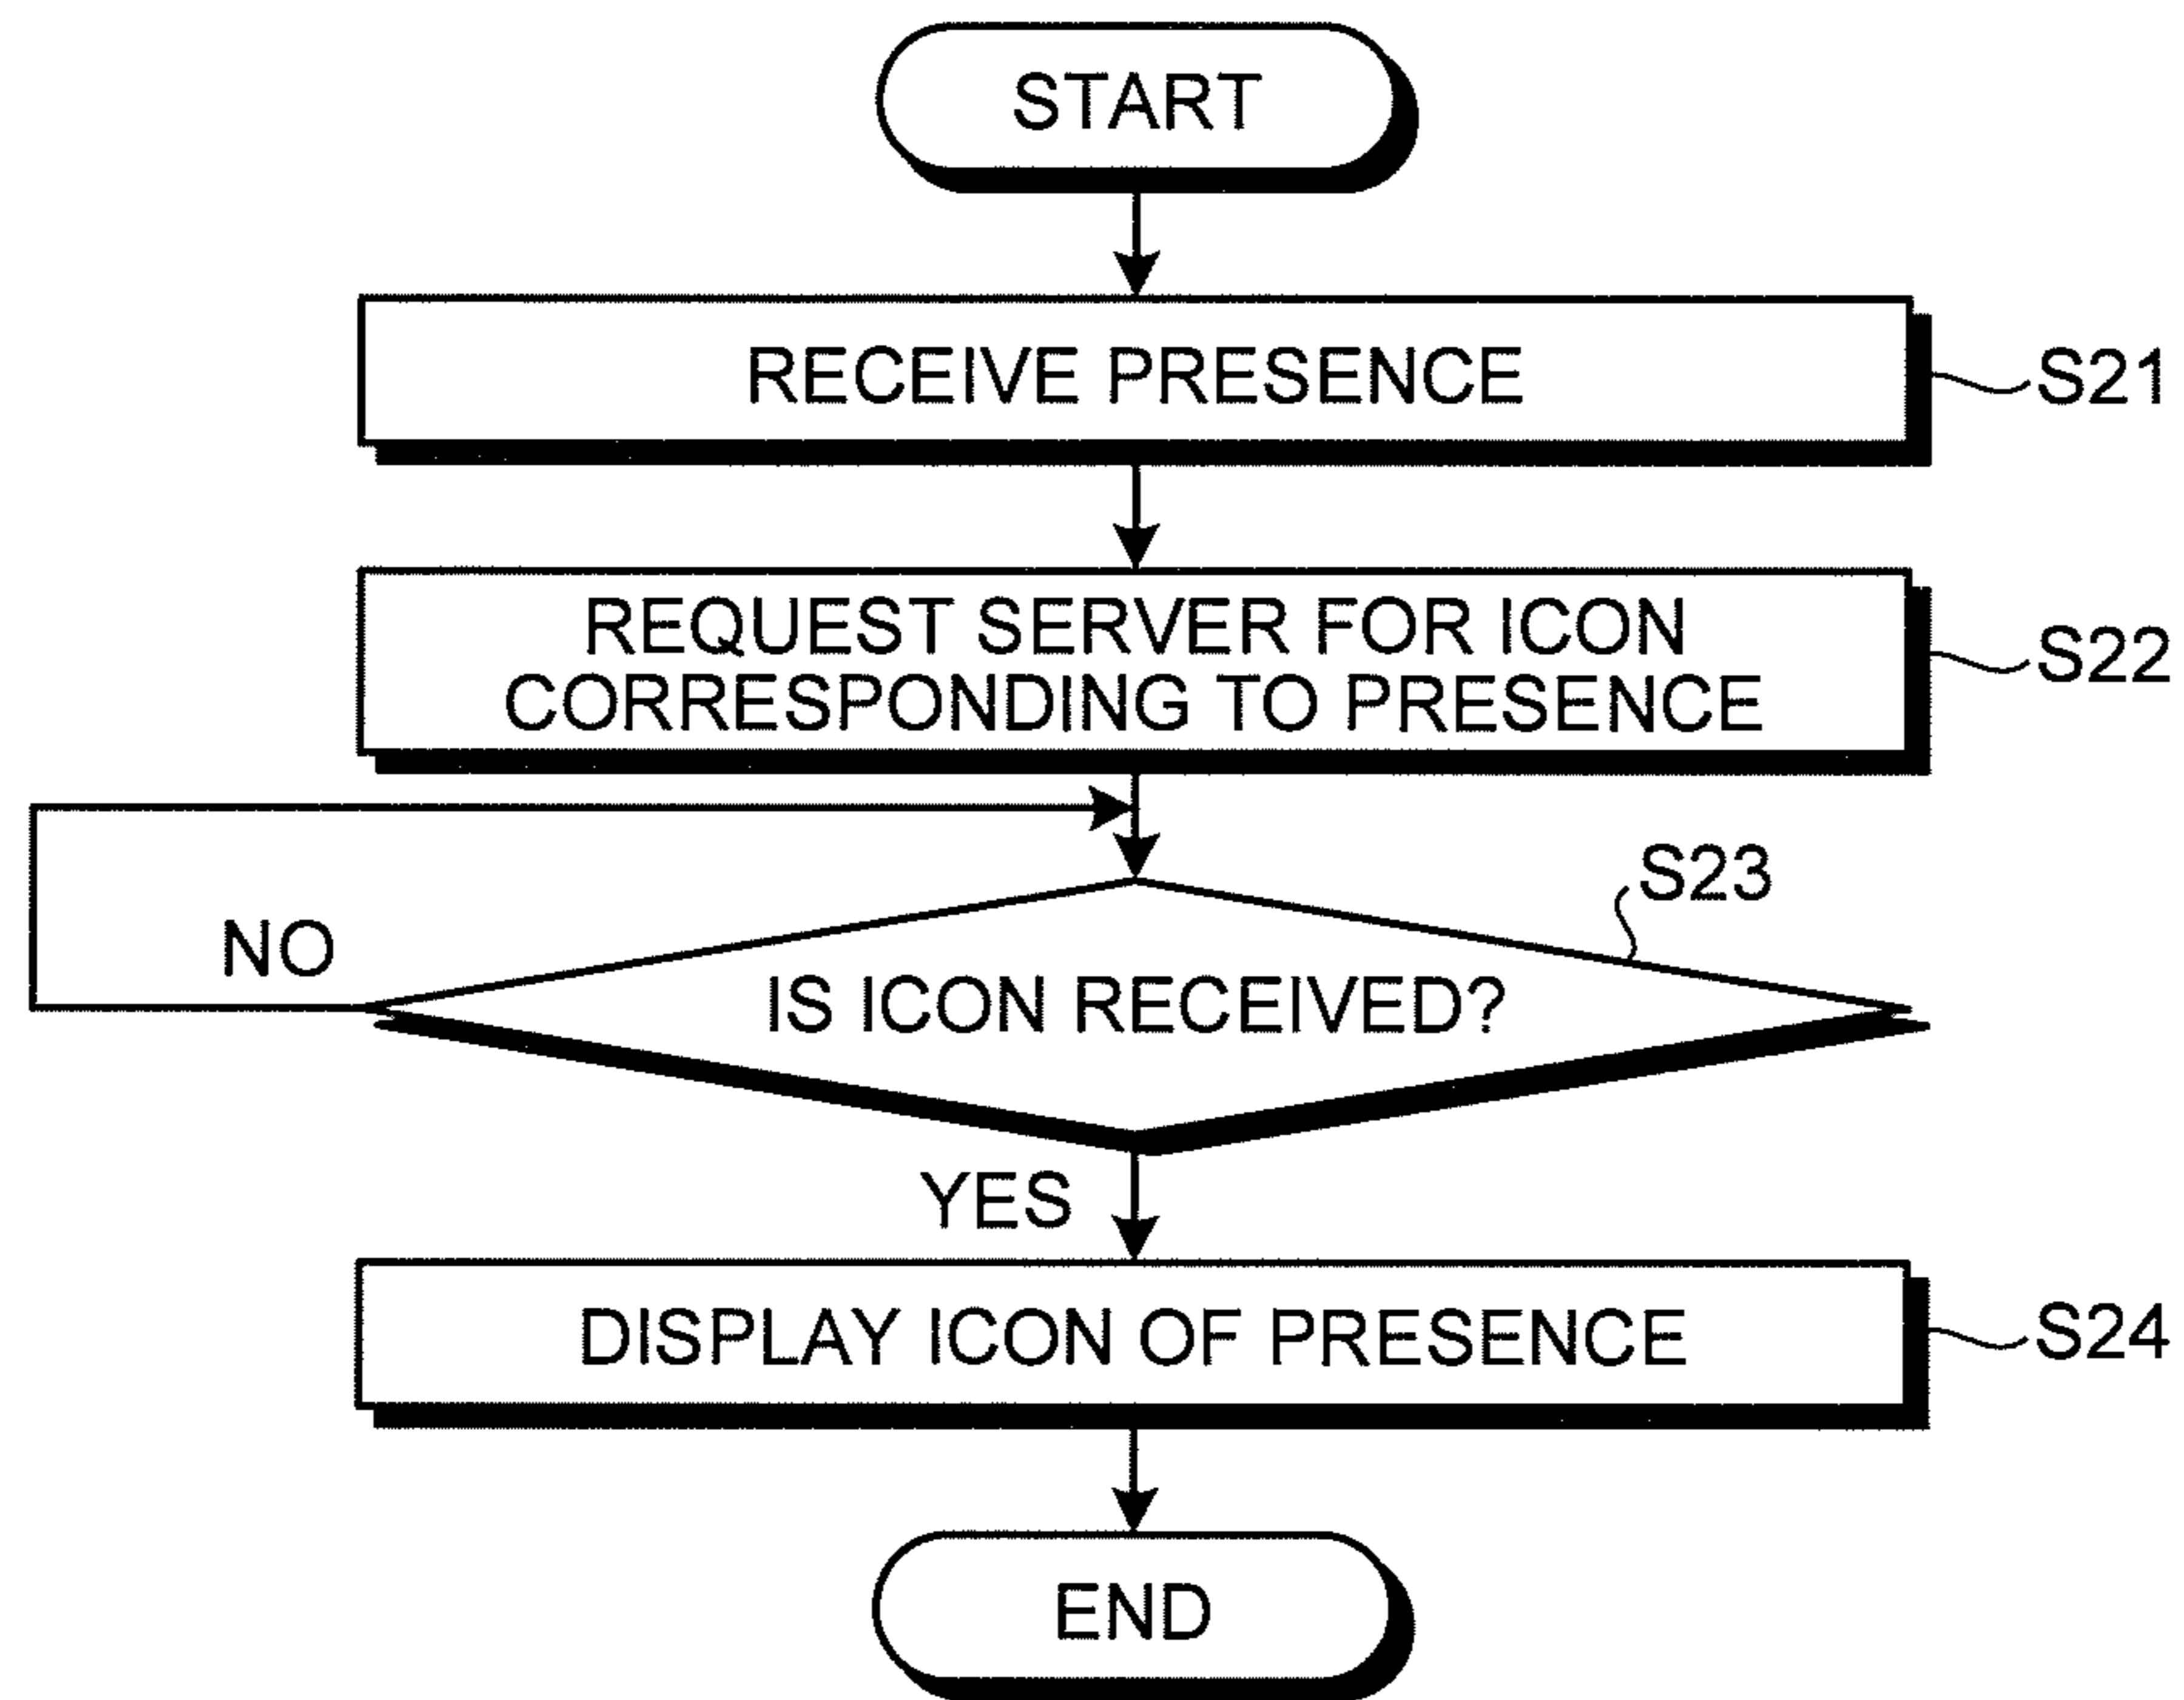 START
RECEIVE PRESENCE
S21
REQUEST SERVER FOR ICON
CORRESPONDING TO PRESENCE
S22
S23
NO
IS ICON RECEIVED?
YES
DISPLAY ICON OF PRESENCE
S24
END